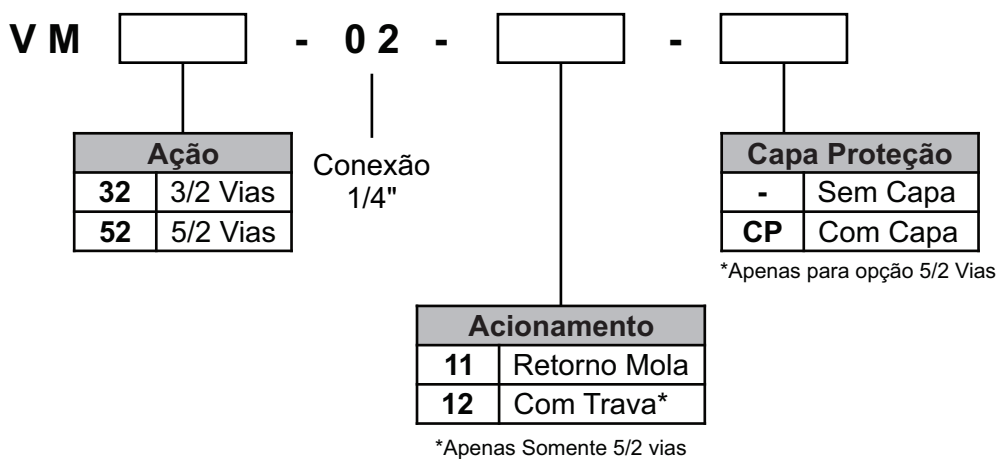 V M - 0 2 - -
Ação
32 3/2 Vias
52 5/2 Vias
Conexão
1/4"
Capa Proteção
- Sem Capa
CP Com Capa
*Apenas para opção 5/2 Vias
Acionamento
11 Retorno Mola
12 Com Trava*
*Apenas Somente 5/2 vias